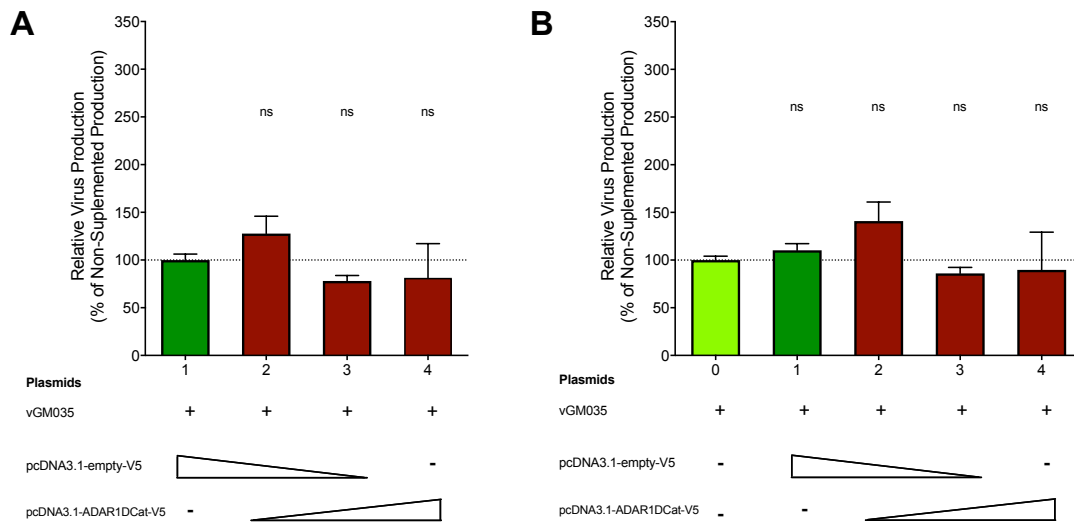 A
Relative Virus Production
(% of Non-Suplemented Production)
350
300
250
200
150
100
50
0
ns ns ns
1 2 3 4
Plasmids
vGM035 + + + +
pcDNA3.1-empty-V5 -
pcDNA3.1-ADAR1DCat-V5 -
B
Relative Virus Production
(% of Non-Suplemented Production)
350
300
250
200
150
100
50
0
ns ns ns ns
0 1 2 3 4
Plasmids
vGM035 + + + + +
pcDNA3.1-empty-V5 - -
pcDNA3.1-ADAR1DCat-V5 - -